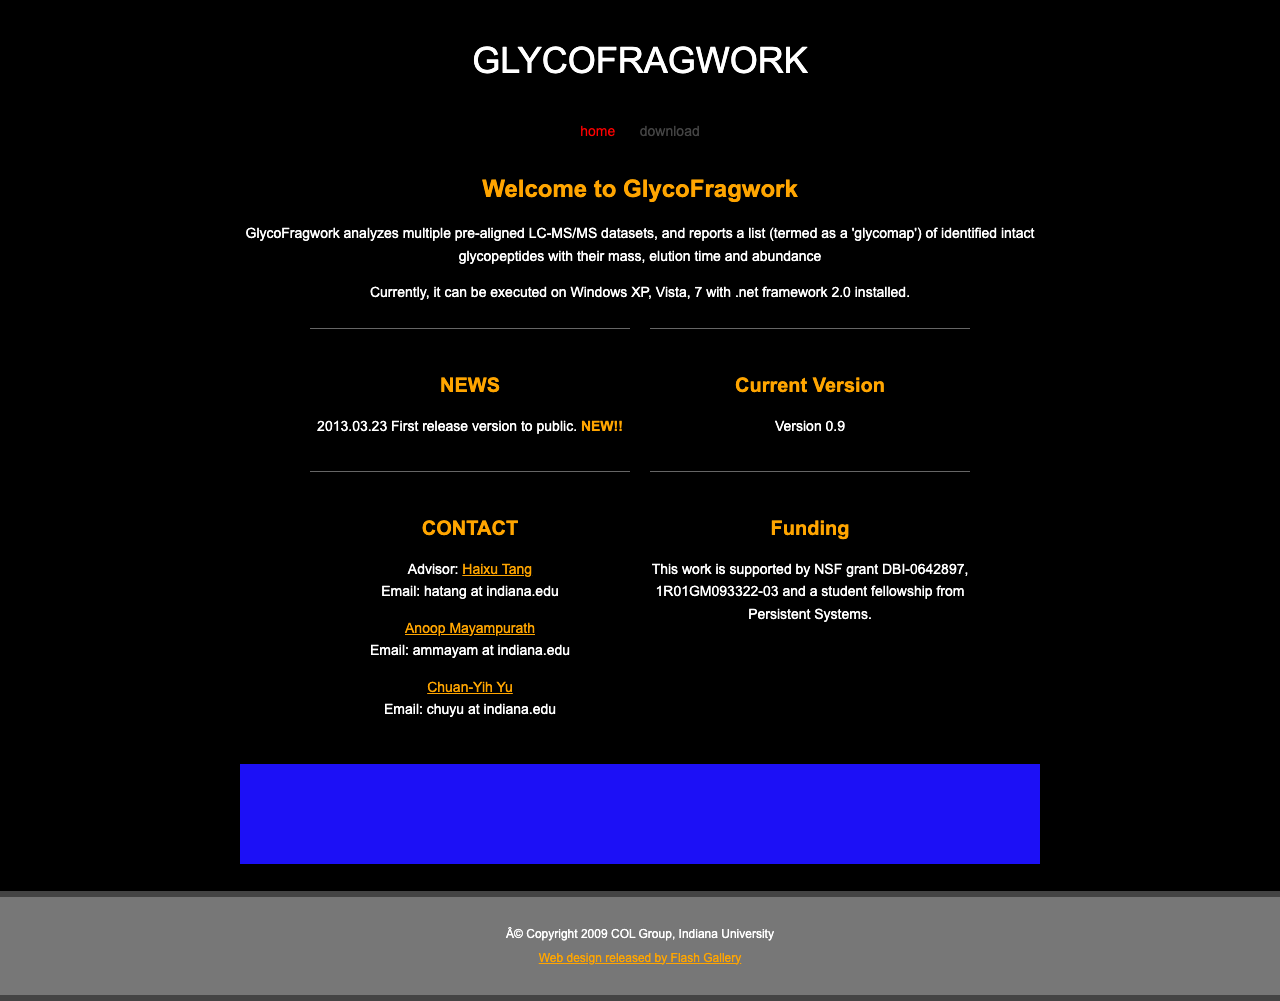 GLYCOFRAGWORK
home download
Welcome to GlycoFragwork
GlycoFragwork analyzes multiple pre-aligned LC-MS/MS datasets, and reports a list (termed as a 'glycomap') of identified intact
glycopeptides with their mass, elution time and abundance
Currently, it can be executed on Windows XP, Vista, 7 with .net framework 2.0 installed.
NEWS
2013.03.23 First release version to public. NEW!!
Current Version
Version 0.9
CONTACT
Advisor: Haixu Tang
Email: hatang at indiana.edu
Anoop Mayampurath
Email: ammayam at indiana.edu
Chuan-Yih Yu
Email: chuyu at indiana.edu
Funding
This work is supported by NSF grant DBI-0642897,
1R01GM093322-03 and a student fellowship from
Persistent Systems.
Â© Copyright 2009 COL Group, Indiana University
Web design released by Flash Gallery